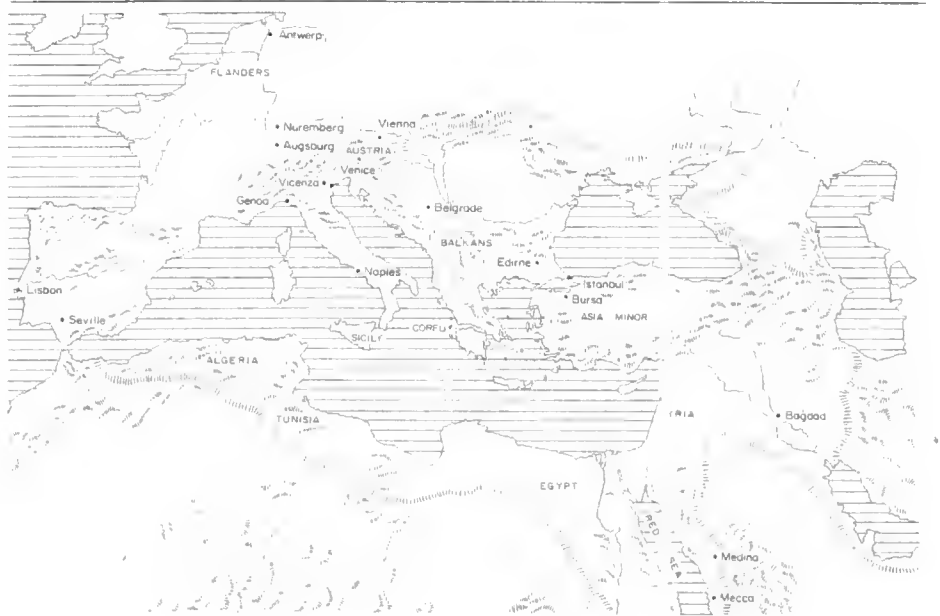 Antwerp
FLANDERS
Nuremberg
Vienna
Augsburg
AUSTRIA
Venice
Vicenza
Genoa
Belgrade
BALKANS
Edirne
Naples
Istanbul
Lisbon
Bursa
Seville
CORFU
ASIA MINOR
SICILY
ALGERIA
TUNISIA
RIA
Bagdad
EGYPT
RED SEA
Medina
Mecca